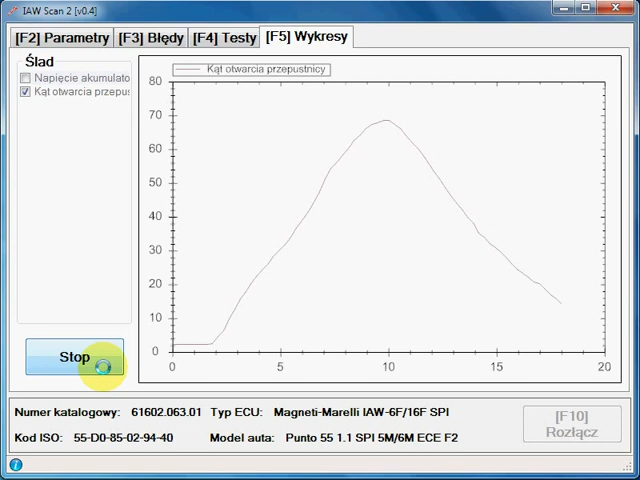 IAW Scan 2 [v0.4]
[F2] Parametry [F3] Błędy [F4] Testy [F5] Wykresy
Ślad
Napięcie akumulato
Kąt otwarcia przepus
Kąt otwarcia przepustnicy
80
70
60
50
40
30
20
10
0
0 5 10 15 20
Stop
Numer katalogowy: 61602.063.01 Typ ECU: Magneti-Marelli IAW-6F/16F SPI
Kod ISO: 55-D0-85-02-94-40 Model auta: Punto 55 1.1 SPI 5M/6M ECE F2
[F10]
Rozłącz